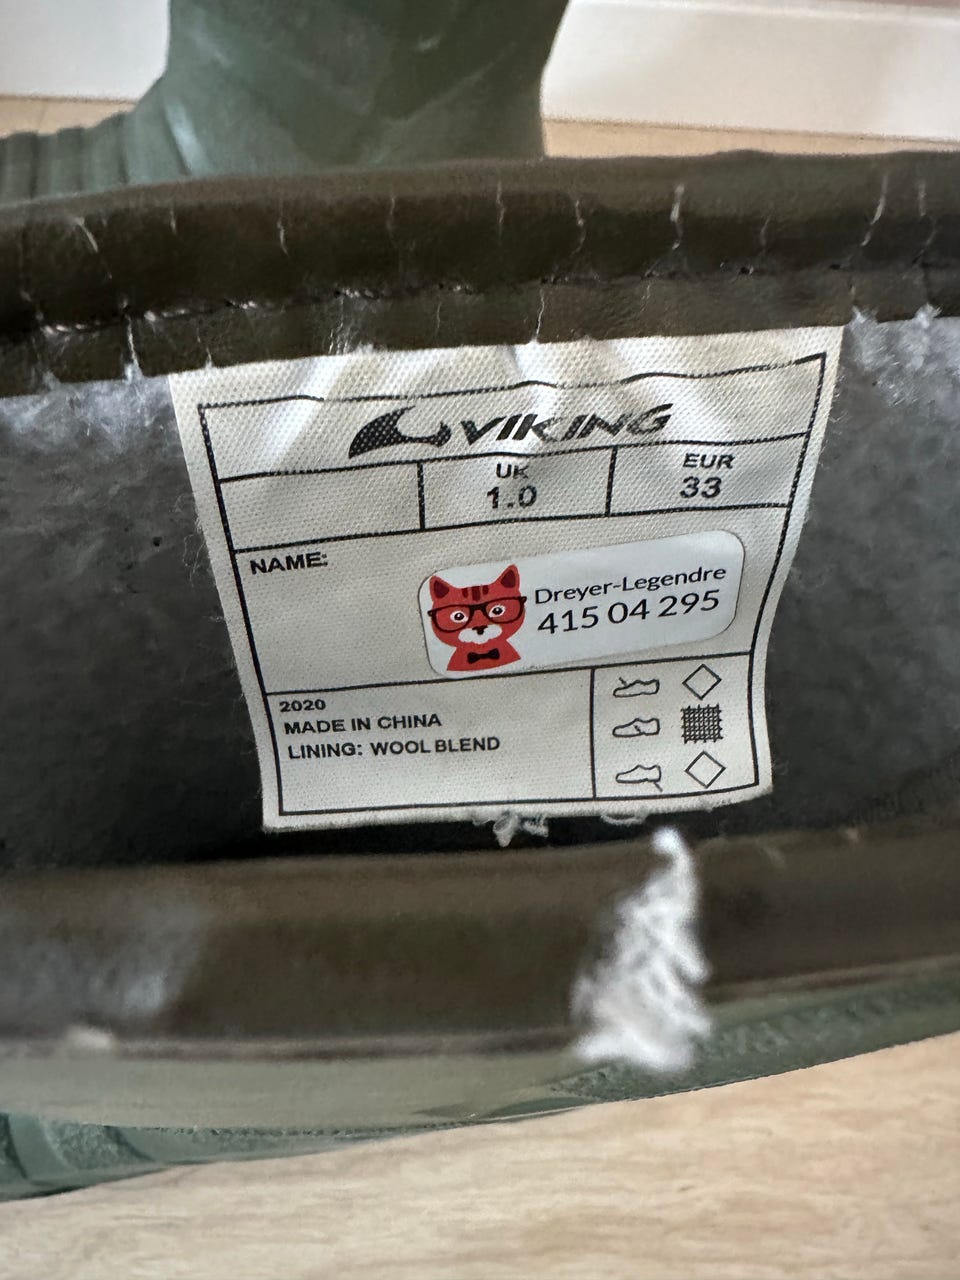 VIKING
UK
1.0
EUR
33
NAME:
Dreyer-Legendre
415 04 295
2020
MADE IN CHINA
LINING: WOOL BLEND